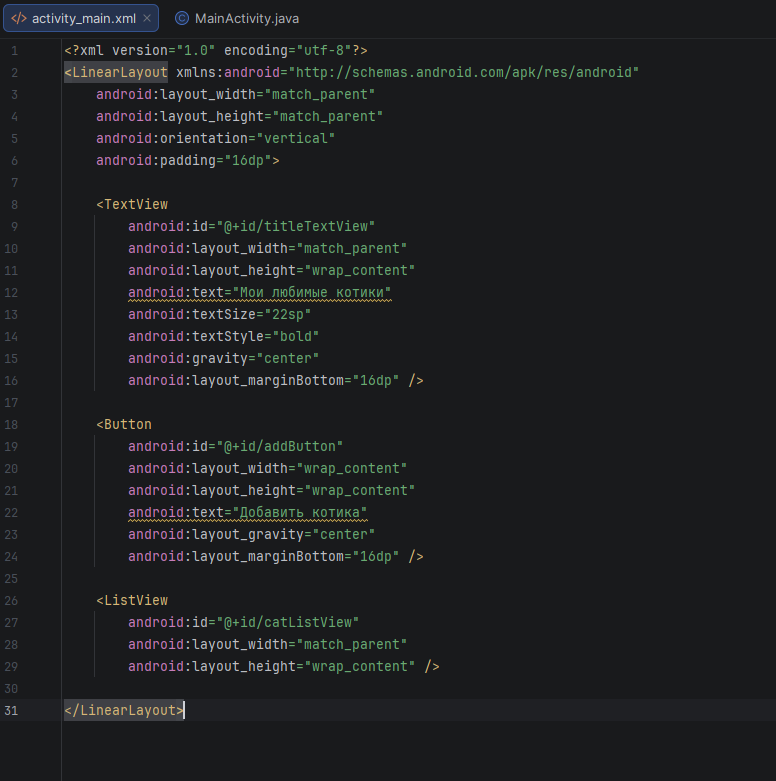 activity_main.xml × MainActivity.java
1 <?xml version="1.0" encoding="utf-8"?>
2 <LinearLayout xmlns:android="http://schemas.android.com/apk/res/android"
3 android:layout_width="match_parent"
4 android:layout_height="match_parent"
5 android:orientation="vertical"
6 android:padding="16dp">
7
8 <TextView
9 android:id="@+id/titleTextView"
10 android:layout_width="match_parent"
11 android:layout_height="wrap_content"
12 android:text="Мои любимые котики"
13 android:textSize="22sp"
14 android:textStyle="bold"
15 android:gravity="center"
16 android:layout_marginBottom="16dp" />
17
18 <Button
19 android:id="@+id/addButton"
20 android:layout_width="wrap_content"
21 android:layout_height="wrap_content"
22 android:text="Добавить котика"
23 android:layout_gravity="center"
24 android:layout_marginBottom="16dp" />
25
26 <ListView
27 android:id="@+id/catListView"
28 android:layout_width="match_parent"
29 android:layout_height="wrap_content" />
30
31 </LinearLayout>